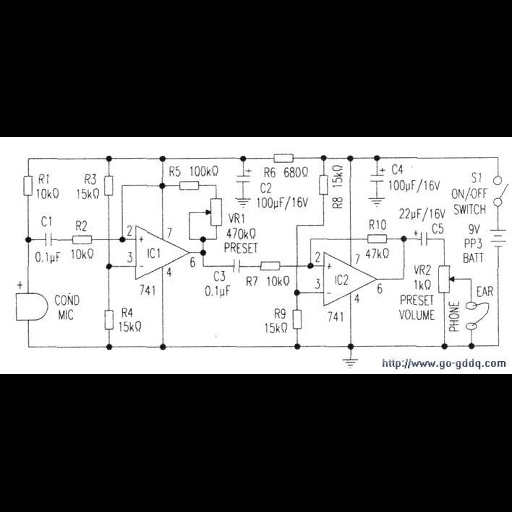 R1
10kΩ
R3
15kΩ
R5 100kΩ
R6 680Ω
C2
100μF/16V
R8 15kΩ
C4
100μF/16V
S1
ON/OFF
SWITCH
C1
0.1μF
R2
10kΩ
2
3
+
-
IC1
7
4
6
741
VR1
470kΩ
PRESET
C3
0.1μF
R7 10kΩ
R10
47kΩ
22μF/16V
C5
9V
PP3
BATT
+
COND
MIC
R4
15kΩ
R9
15kΩ
2
3
+
-
IC2
7
4
6
741
VR2
1kΩ
PRESET
VOLUME
EAR
PHONE
http://www.go-gddq.com